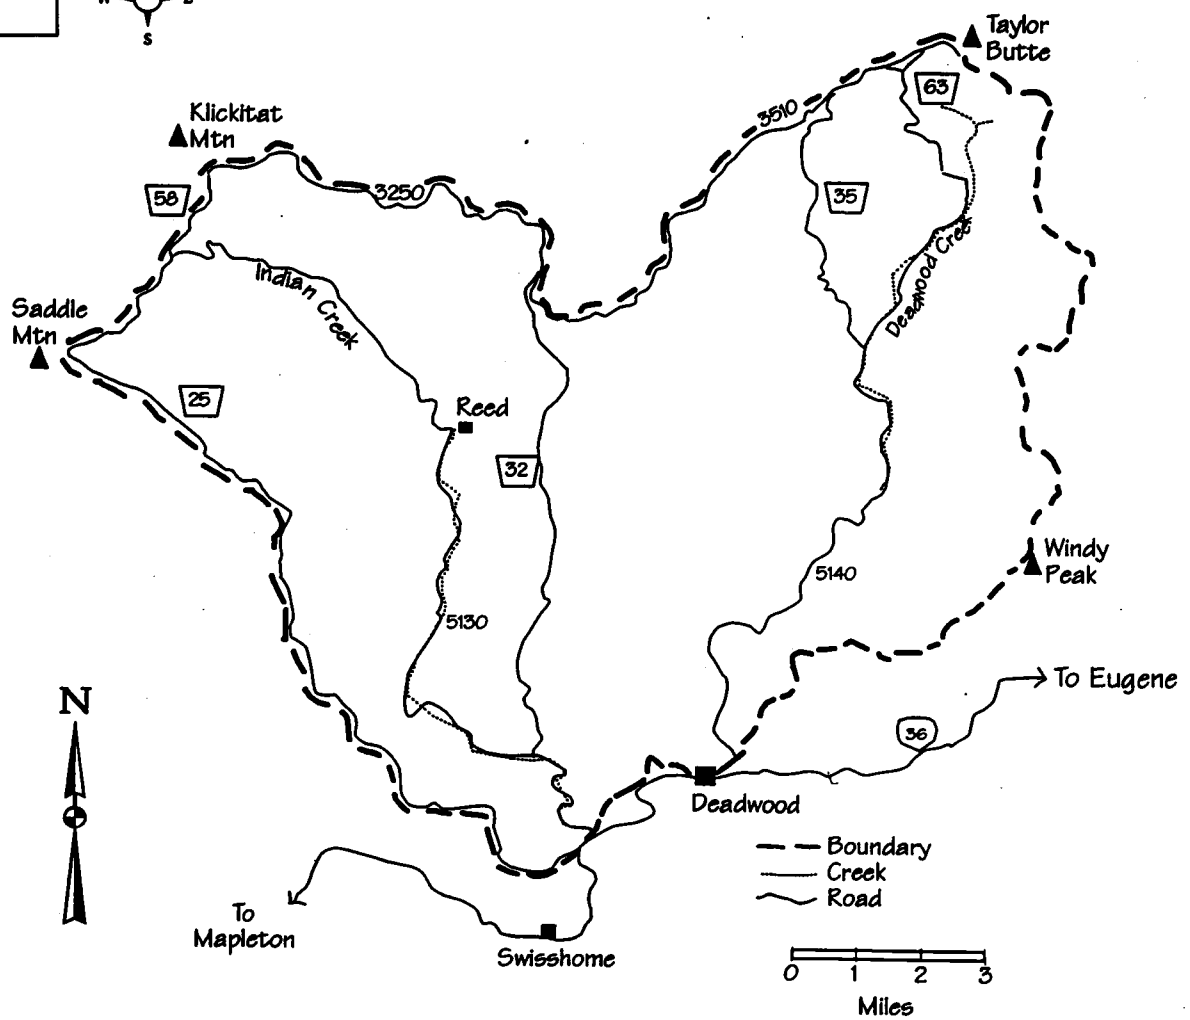 S
Taylor
Butte
63
Klickitat
Mtn
3510
58
3250
35
Indian Creek
Deadwood Creek
Saddle
Mtn
25
Reed
32
Windy
Peak
5140
5130
N
To Eugene
36
Deadwood
Boundary
Creek
Road
To
Mapleton
Swisshome
0 1 2 3
Miles